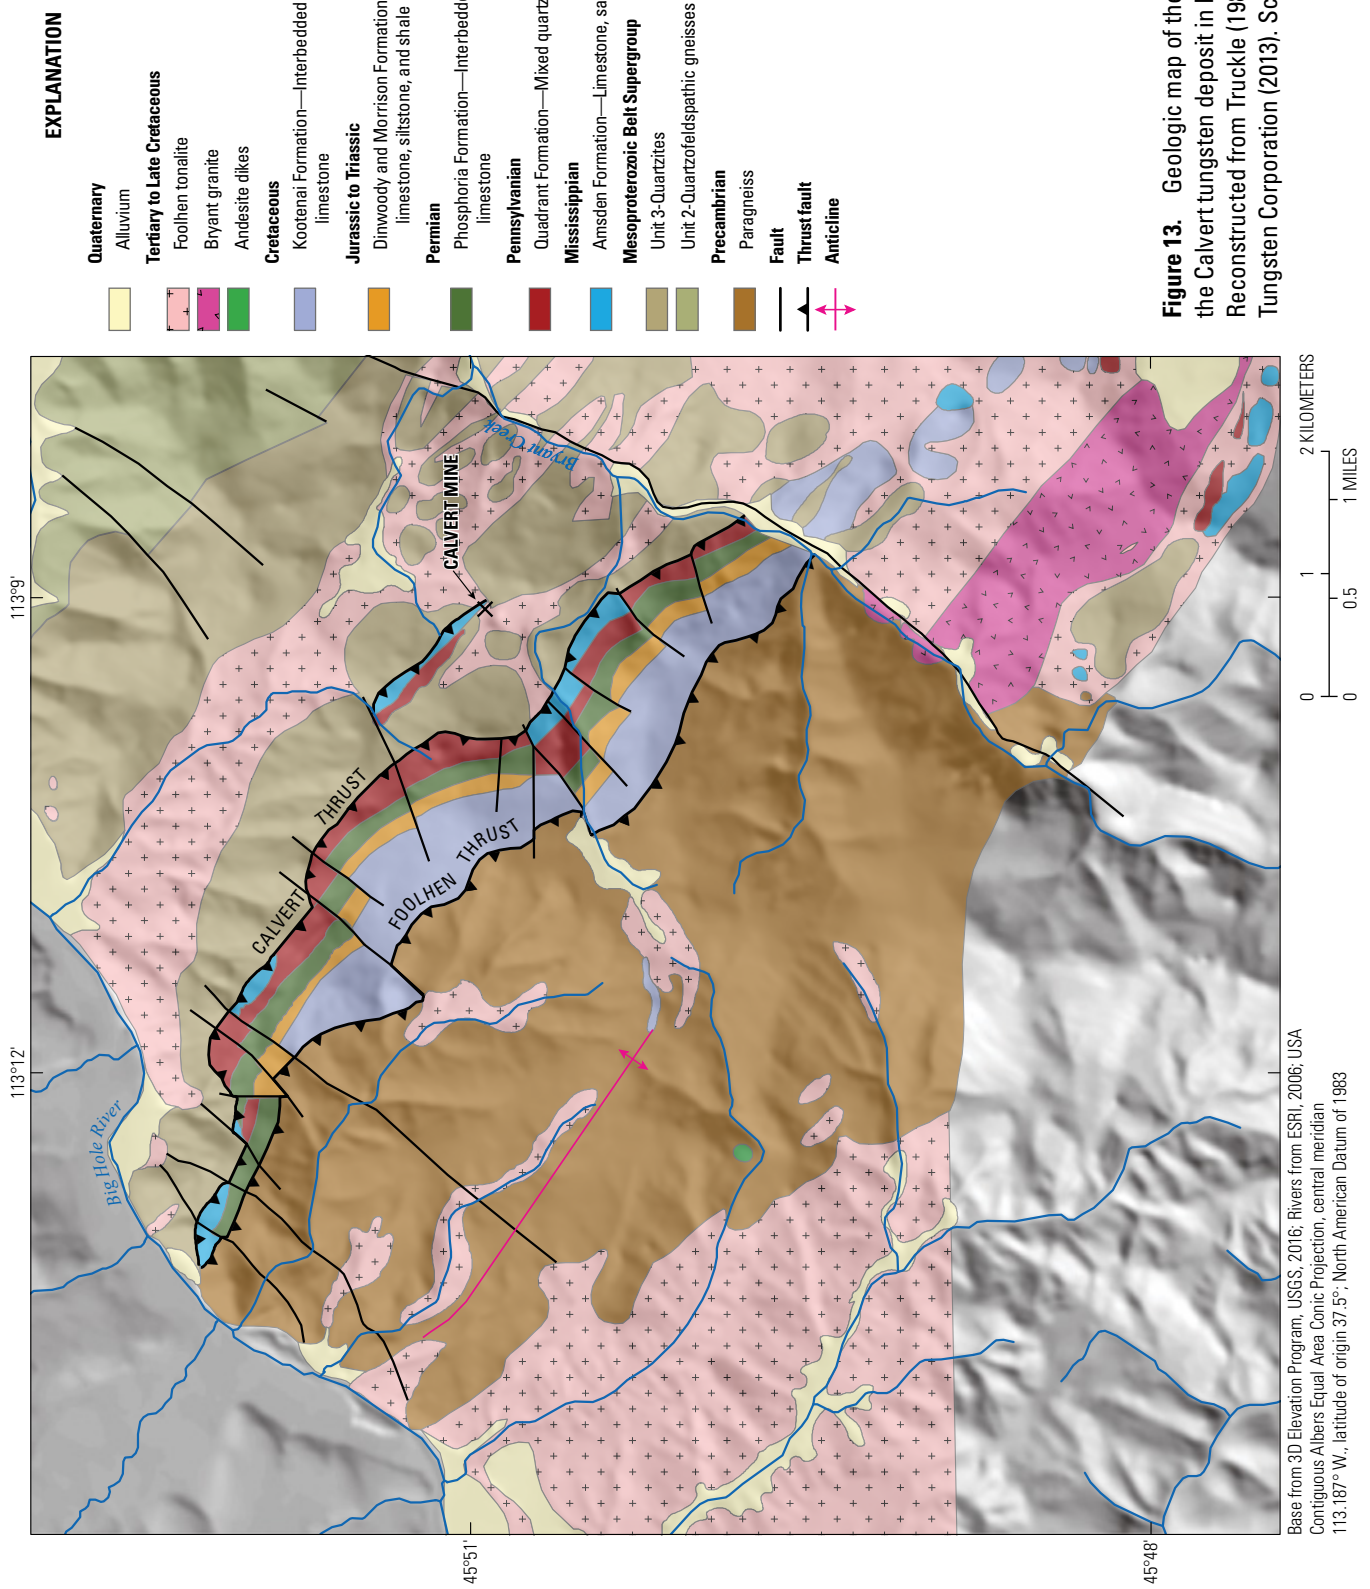 EXPLANATION
Quaternary
Alluvium
Tertiary to Late Cretaceous
Foolhen tonalite
Bryant granite
Andesite dikes
Cretaceous
Kootenai Formation—Interbedded
limestone
Jurassic to Triassic
Dinwoody and Morrison Formation
limestone, siltstone, and shale
Permian
Phosphoria Formation—Interbedde
limestone
Pennsylvanian
Quadrant Formation—Mixed quartz
Mississippian
Amsden Formation—Limestone, sa
Mesoproterozoic Belt Supergroup
Unit 3-Quartzites
Unit 2-Quartzofeldspathic gneisses
Precambrian
Paragneiss
Fault
Thrust fault
Anticline
113°12'
113°9'
45°51'
45°48'
Big Hole River
CALVERT THRUST
FOOLHEN THRUST
CALVERT MINE
Bryant Creek
0 1 2 KILOMETERS
0 0.5 1 MILES
Base from 3D Elevation Program, USGS, 2016; Rivers from ESRI, 2006; USA
Contiguous Albers Equal Area Conic Projection, central meridian
113.187° W., latitude of origin 37.5°; North American Datum of 1983
Figure 13. Geologic map of the
the Calvert tungsten deposit in
Reconstructed from Truckle (198
Tungsten Corporation (2013). Sc